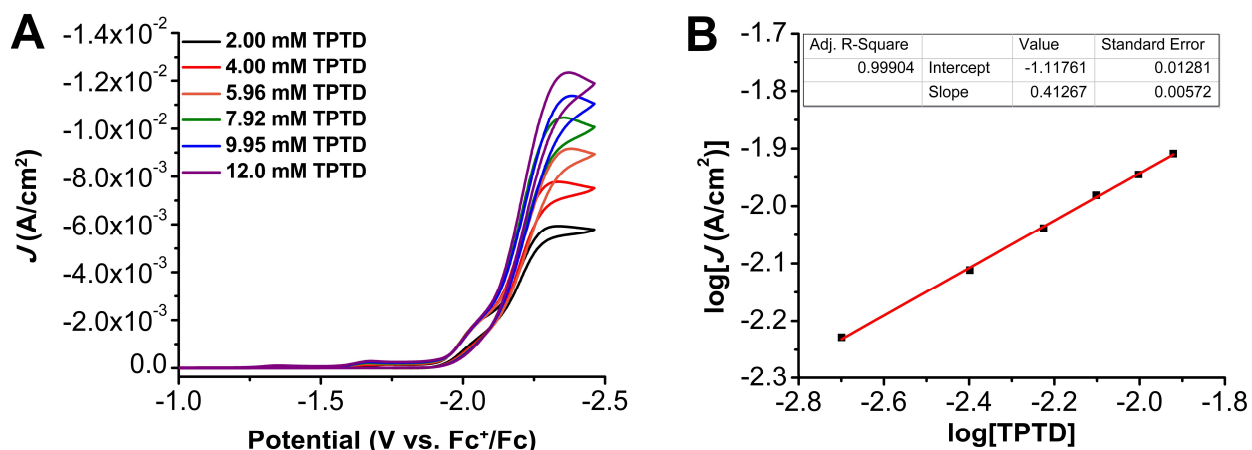 A
-1.4x10⁻²
-1.2x10⁻²
-1.0x10⁻²
-8.0x10⁻³
-6.0x10⁻³
-4.0x10⁻³
-2.0x10⁻³
0.0
J (A/cm²)
2.00 mM TPTD
4.00 mM TPTD
5.96 mM TPTD
7.92 mM TPTD
9.95 mM TPTD
12.0 mM TPTD
-1.0 -1.5 -2.0 -2.5
Potential (V vs. Fc⁺/Fc)
B
-1.7
-1.8
-1.9
-2.0
-2.1
-2.2
-2.3
log[J (A/cm²)]
Adj. R-Square Value Standard Error
0.99904 Intercept -1.11761 0.01281
Slope 0.41267 0.00572
-2.8 -2.6 -2.4 -2.2 -2.0 -1.8
log[TPTD]